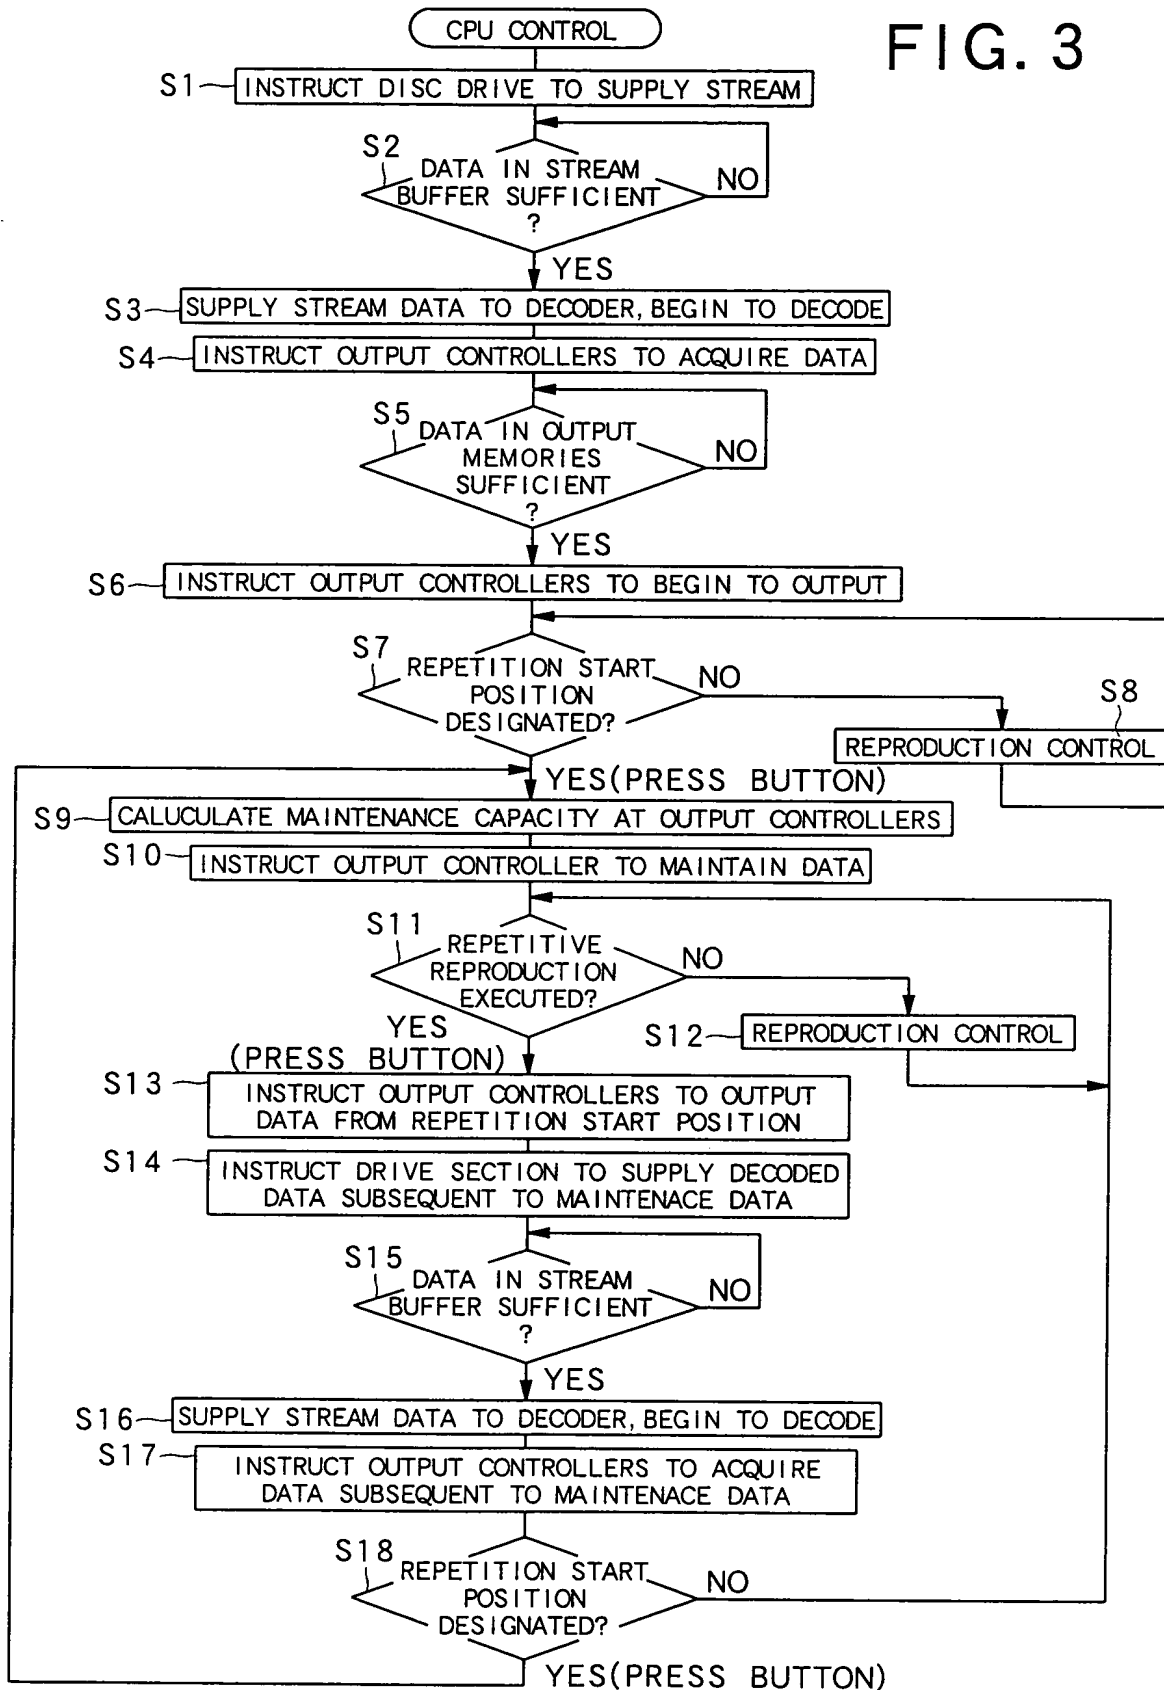 CPU CONTROL
FIG. 3
S1
INSTRUCT DISC DRIVE TO SUPPLY STREAM
S2
DATA IN STREAM
BUFFER SUFFICIENT
?
NO
YES
S3
SUPPLY STREAM DATA TO DECODER, BEGIN TO DECODE
S4
INSTRUCT OUTPUT CONTROLLERS TO ACQUIRE DATA
S5
DATA IN OUTPUT
MEMORIES
SUFFICIENT
?
NO
YES
S6
INSTRUCT OUTPUT CONTROLLERS TO BEGIN TO OUTPUT
S7
REPETITION START
POSITION
DESIGNATED?
NO
S8
REPRODUCTION CONTROL
YES(PRESS BUTTON)
S9
CALUCULATE MAINTENANCE CAPACITY AT OUTPUT CONTROLLERS
S10
INSTRUCT OUTPUT CONTROLLER TO MAINTAIN DATA
S11
REPETITIVE
REPRODUCTION
EXECUTED?
NO
S12
REPRODUCTION CONTROL
YES
(PRESS BUTTON)
S13
INSTRUCT OUTPUT CONTROLLERS TO OUTPUT
DATA FROM REPETITION START POSITION
S14
INSTRUCT DRIVE SECTION TO SUPPLY DECODED
DATA SUBSEQUENT TO MAINTENACE DATA
S15
DATA IN STREAM
BUFFER SUFFICIENT
?
NO
YES
S16
SUPPLY STREAM DATA TO DECODER, BEGIN TO DECODE
S17
INSTRUCT OUTPUT CONTROLLERS TO ACQUIRE
DATA SUBSEQUENT TO MAINTENACE DATA
S18
REPETITION START
POSITION
DESIGNATED?
NO
YES(PRESS BUTTON)